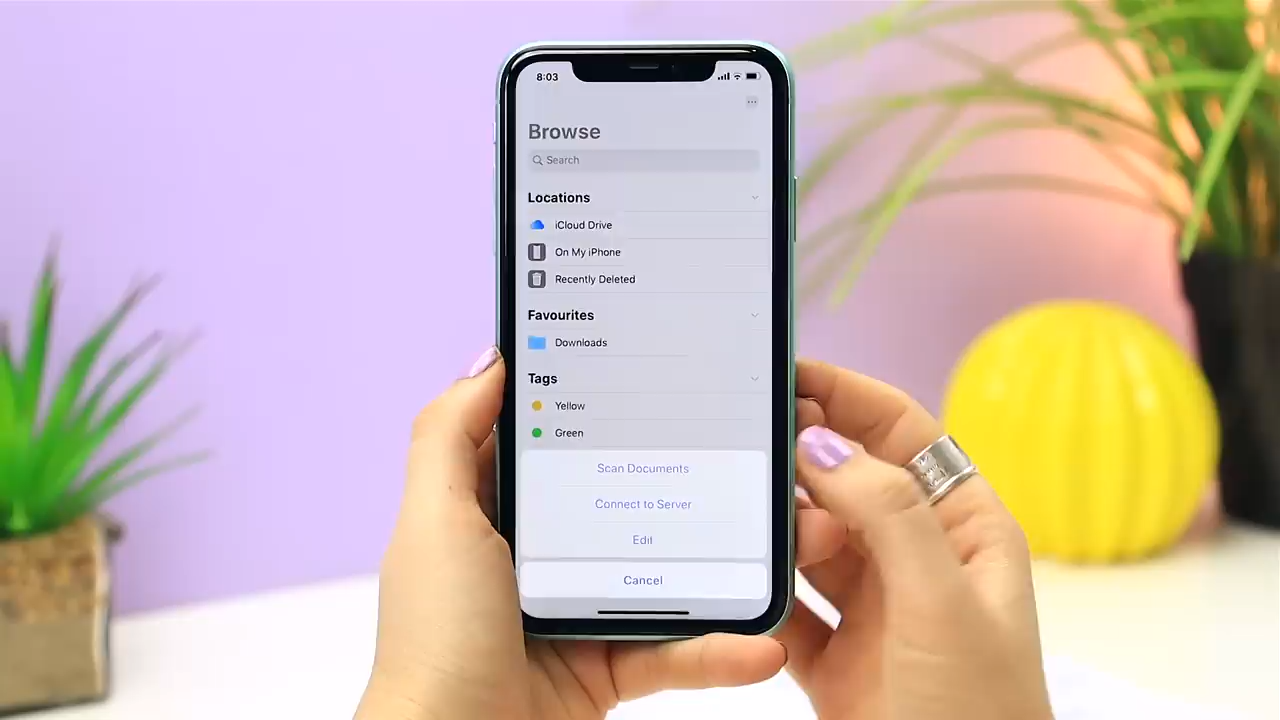 8:03
Browse
Search
Locations
iCloud Drive
On My iPhone
Recently Deleted
Favourites
Downloads
Tags
Yellow
Green
Scan Documents
Connect to Server
Edit
Cancel